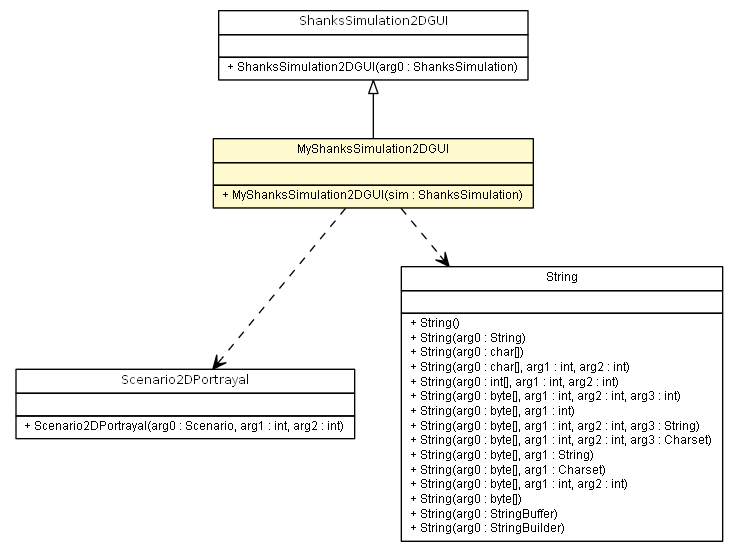 ShanksSimulation2DGUI
+ ShanksSimulation2DGUI(arg0 : ShanksSimulation)
MyShanksSimulation2DGUI
+ MyShanksSimulation2DGUI(sim : ShanksSimulation)
Scenario2DPortrayal
+ Scenario2DPortrayal(arg0 : Scenario, arg1 : int, arg2 : int)
String
+ String()
+ String(arg0 : String)
+ String(arg0 : char[])
+ String(arg0 : char[], arg1 : int, arg2 : int)
+ String(arg0 : int[], arg1 : int, arg2 : int)
+ String(arg0 : byte[], arg1 : int, arg2 : int, arg3 : int)
+ String(arg0 : byte[], arg1 : int)
+ String(arg0 : byte[], arg1 : int, arg2 : int, arg3 : String)
+ String(arg0 : byte[], arg1 : int, arg2 : int, arg3 : Charset)
+ String(arg0 : byte[], arg1 : String)
+ String(arg0 : byte[], arg1 : Charset)
+ String(arg0 : byte[], arg1 : int, arg2 : int)
+ String(arg0 : byte[])
+ String(arg0 : StringBuffer)
+ String(arg0 : StringBuilder)